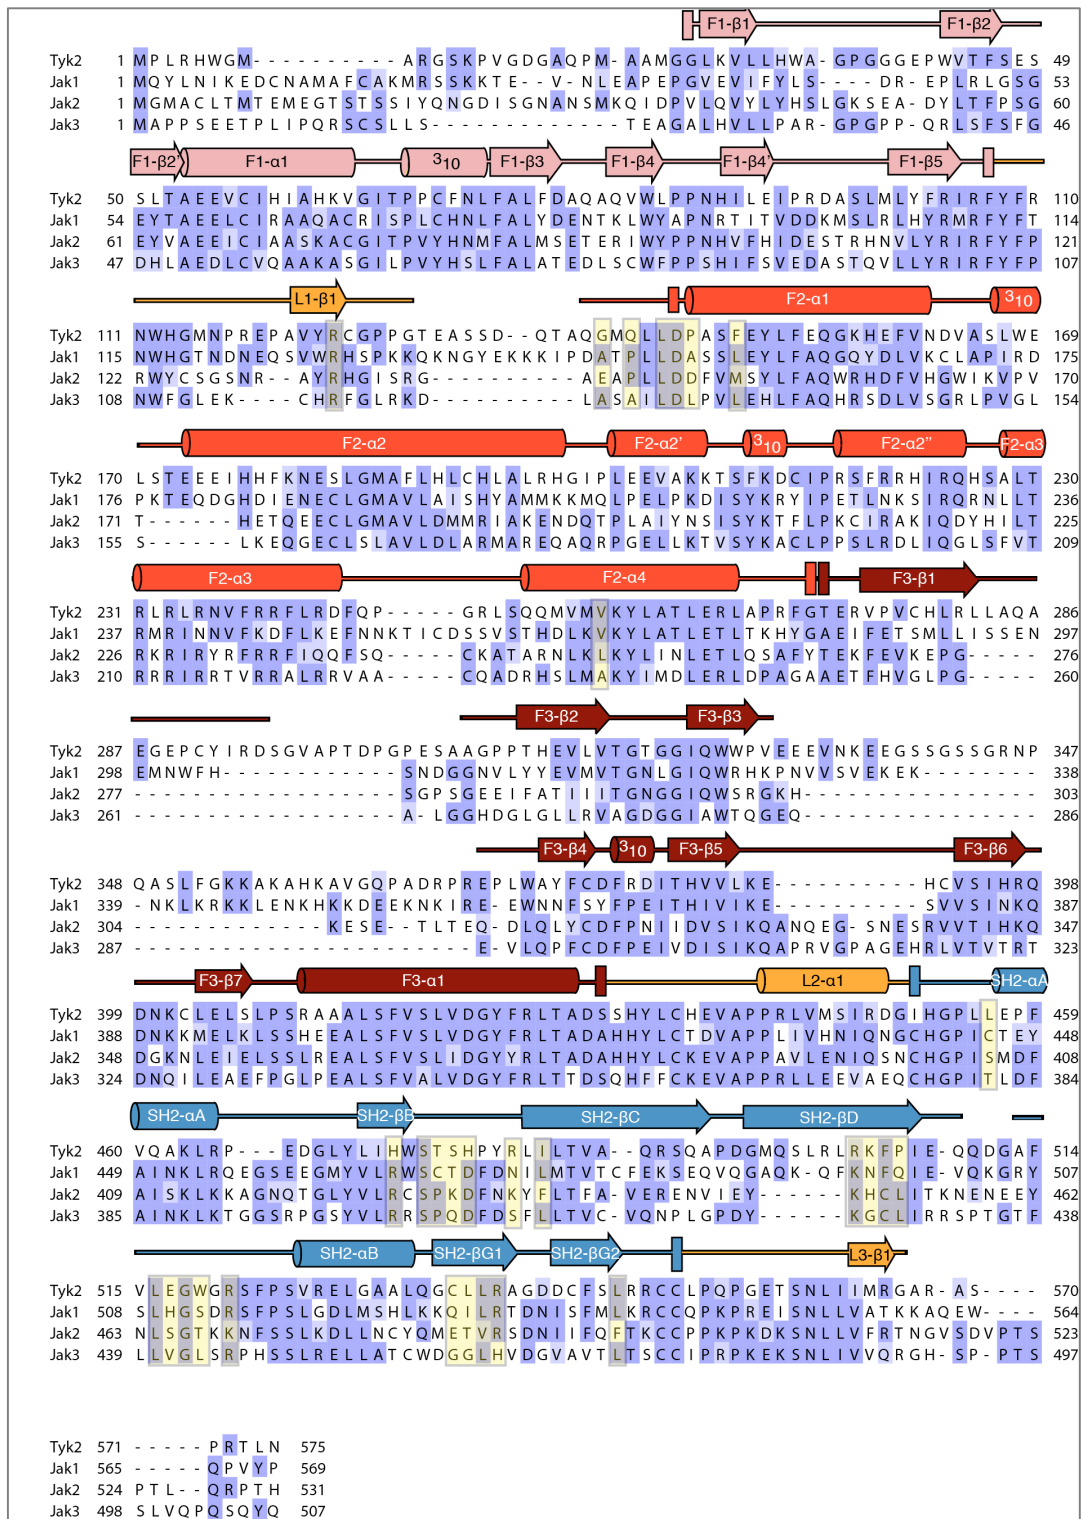 F1-β1 F1-β2
Tyk2 1 MPLRHWGM----------ARGSKPVGDGAQPM-AAMGGLKVLLHWA-GPGGGEPWVTFSES 49
Jak1 1 MQYLNIKEDCNAMAFCAKMRSSKKTE--VNLEAPEPGVEVIFYLS----DR-EPLRLGSG 53
Jak2 1 MGMACLTMTEMEGTSTSSIYQNGDISGNANSMKQIDPVLQVYLYHSLGKSEA-DYLTFPSG 60
Jak3 1 MAPPSEETPLIPQRSCSLLS-------------TEAGALHVLLPAR-GPGPP-QRLSFSFG 46
F1-β2' F1-α1 3₁₀ F1-β3 F1-β4 F1-β4' F1-β5
Tyk2 50 SLTAEEVCIHIAHKVGITPPCFNLFALFDAQAQVWLPPNHILEIPRDASLMLYFRIRFYFR 110
Jak1 54 EYTAEELCIRAAQACRISPLCHNLFALYDENTKLWYAPNRTITVDDKMSLRLHYRMRFYFT 114
Jak2 61 EYVAEEICIAASKACGITPVYHNMFALMSETERIWYPPNHVFHIDESTRHNVLYRIRFYFP 121
Jak3 47 DHLAEDLCVQAAKASGILPVYHSLFALATEDLSCWFPPSHIFSVEDASTQVLLYRIRFYFP 107
L1-β1 F2-α1 3₁₀
Tyk2 111 NWHGMNPREPAVYRCGPPGTEASSD--QTAQGMQLLDPASFEYLFEQGKHEFVNDVASLWE 169
Jak1 115 NWHGTNDNEQSVWRHSPKKQKNGYEKKKIPDATPLLDASSLEYLFAQGQYDLVKCLAPIRD 175
Jak2 122 RWYCSGSNR--AYRHGISRG----------AEAPLLDDFVMSYLFAQWRHDFVHGWIKVPV 170
Jak3 108 NWFGLEK----CHRFGLRKD----------LASAILDLPVLEHLFAQHRSDLVSGRLPVGL 154
F2-α2 F2-α2' 3₁₀ F2-α2'' F2-α3
Tyk2 170 LSTEEEIHHFKNESLGMAFLHLCHLALRHGIPLEEVAKKTSFKDCIPRSFRRHIRQHSALT 230
Jak1 176 PKTEQDGHDIENECLGMAVLAISHYAMMKKMQLPELPKDISYKRYIPETLNKSIRQRNLLT 236
Jak2 171 T------HETQEECLGMAVLDMMRIAKENDQTPLAIYNSISYKTFLPKCIRAKIQDYHILT 225
Jak3 155 S------LKEQGECLSLAVLDLARMAREQAQRPGELLKTVSYKACLPPSLRDLIQGLSFVT 209
F2-α3 F2-α4 F3-β1
Tyk2 231 RLRLRNVFRRFLRDFQP-----GRLSQQMVMVKYLATLERLAPRFGTERVPVCHLRLLAQA 286
Jak1 237 RMRINNVFKDFLKEFNNKTICDSSVSTHDLKVKYLATLETLTKHYGAEIFETSMLLISSEN 297
Jak2 226 RKRIRYRFRRFIQQFSQ-----CKATARNLKLKYLINLETLQSAFYTEKFEVKEPG----- 276
Jak3 210 RRRIRRTVRRALRRVAA-----CQADRHSLMAKYIMDLERLDPAGAAETFHVGLPG----- 260
F3-β2 F3-β3
Tyk2 287 EGEPCYIRDSGVAPTDPGPESAAGPPTHEVLVTGTGGIQWWPVEEEVNKEEGSSGSSGRNP 347
Jak1 298 EMNWFH------------SNDGGNVLYYEVMVTGNLGIQWRHKPNVVSVEKEK-------- 338
Jak2 277 ------------------SGPSGEEIFATIIITGNGGIQWSRGKH---------------- 303
Jak3 261 ------------------A-LGGHDGLGLLRVAGDGGIAWTQGEQ---------------- 286
F3-β4 3₁₀ F3-β5 F3-β6
Tyk2 348 QASLFGKKAKAHKAVGQPADRPREPLWAYFCDFRDITHVVLKE----------HCVSIHRQ 398
Jak1 339 -NKLKRKKLENKHKKDEEKNKIRE-EWNNFSYFPEITHIVIKE----------SVVSINKQ 387
Jak2 304 -------------KESE--TLTEQ-DLQLYCDFPNIIDVSIKQANQEG-SNESRVVTIHKQ 347
Jak3 287 -----------------------E-VLQPFCDFPEIVDISIKQAPRVGPAGEHRLVTVTRT 323
F3-β7 F3-α1 L2-α1 SH2-αA
Tyk2 399 DNKCLELSLPSRAAALSFVSLVDGYFRLTADSSHYLCHEVAPPRLVMSIRDGIHGPLLEPF 459
Jak1 388 DNKKMELKLSSHEEALSFVSLVDGYFRLTADAHHYLCTDVAPPLIVHNIQNGCHGPICTEY 448
Jak2 348 DGKNLEIELSSLREALSFVSLIDGYYRLTADAHHYLCKEVAPPAVLENIQSNCHGPISMDF 408
Jak3 324 DNQILEAEFPGLPEALSFVALVDGYFRLTTDSQHFFCKEVAPPRLLEEVAEQCHGPITLDF 384
SH2-αA SH2-βB SH2-βC SH2-βD
Tyk2 460 VQAKLRP---EDGLYLIHWSTSHPYRLILTVA--QRSQAPDGMQSLRLRKFPIE-QQDGAF 514
Jak1 449 AINKLRQEGSEEGMYVLRWSCTDFDNILMTVTCFEKSEQVQGAQK-QFKNFQIE-VQKGRY 507
Jak2 409 AISKLKKAGNQTGLYVLRCSPKDFNKYFLTFA-VERENVIEY------KHCLITKNENEEY 462
Jak3 385 AINKLKTGGSRPGSYVLRRSPQDFDSFLLTVC-VQNPLGPDY------KGCLIRRSPTGTF 438
SH2-αB SH2-βG1 SH2-βG2 L3-β1
Tyk2 515 VLEGWGRSFPSVRELGAALQGCLLRAGDDCFSLRRCCLPQPGETSNLIIMRGAR-AS---- 570
Jak1 508 SLHGSDRSFPSLGDLMSHLKKQILRTDNISFMLKRCCQPKPREISNLLVATKKAQEW---- 564
Jak2 463 NLSGTKKNFSSLKDLLNCYQMETVRSDNIIFQFTKCCPPKPKDKSNLLVFRTNGVSDVPTS 523
Jak3 439 LLVGLSRPHSSLRELLATCWDGGLHVDGVAVTLTSCCIPRPKEKSNLIVVQRGH-SP-PTS 497
Tyk2 571 -----PRTLN 575
Jak1 565 -----QPVYP 569
Jak2 524 PTL--QRPTH 531
Jak3 498 SLVQPQSQYQ 507